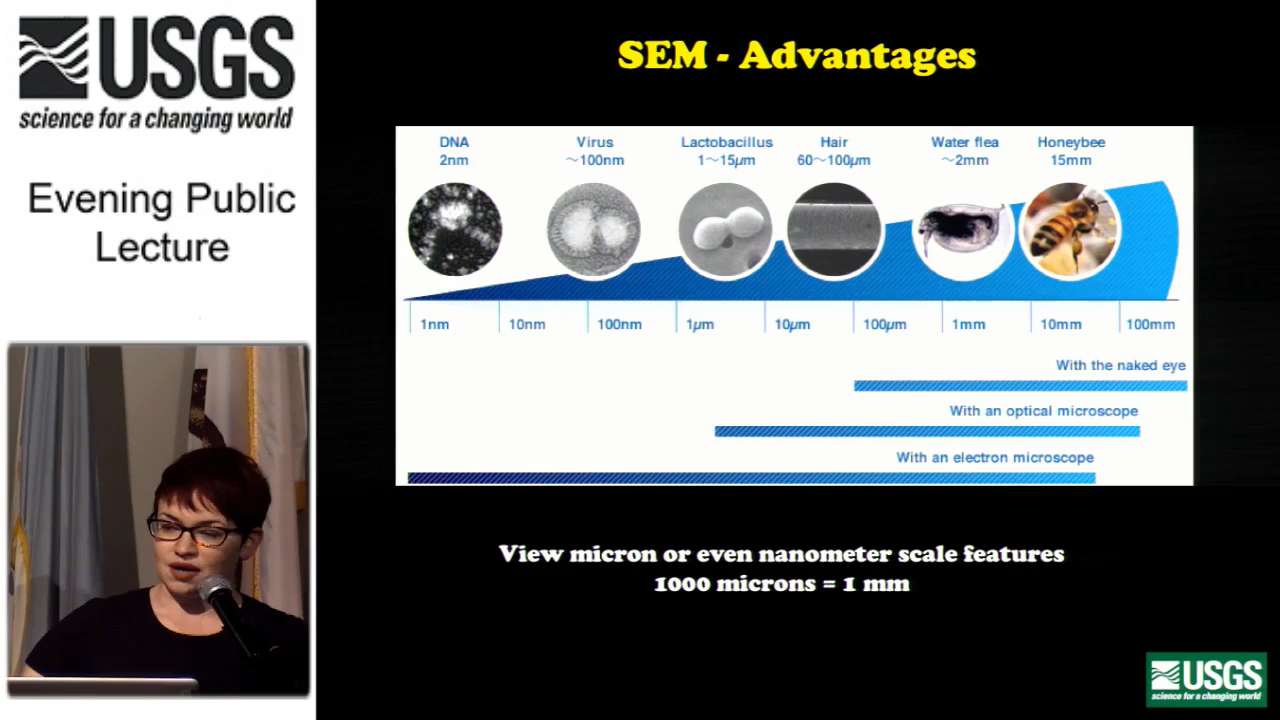 USGS
science for a changing world
Evening Public
Lecture
SEM - Advantages
DNA
2nm
Virus
~100nm
Lactobacillus
1~15μm
Hair
60~100μm
Water flea
~2mm
Honeybee
15mm
1nm
10nm
100nm
1μm
10μm
100μm
1mm
10mm
100mm
With the naked eye
With an optical microscope
With an electron microscope
View micron or even nanometer scale features
1000 microns = 1 mm
USGS
science for a changing world